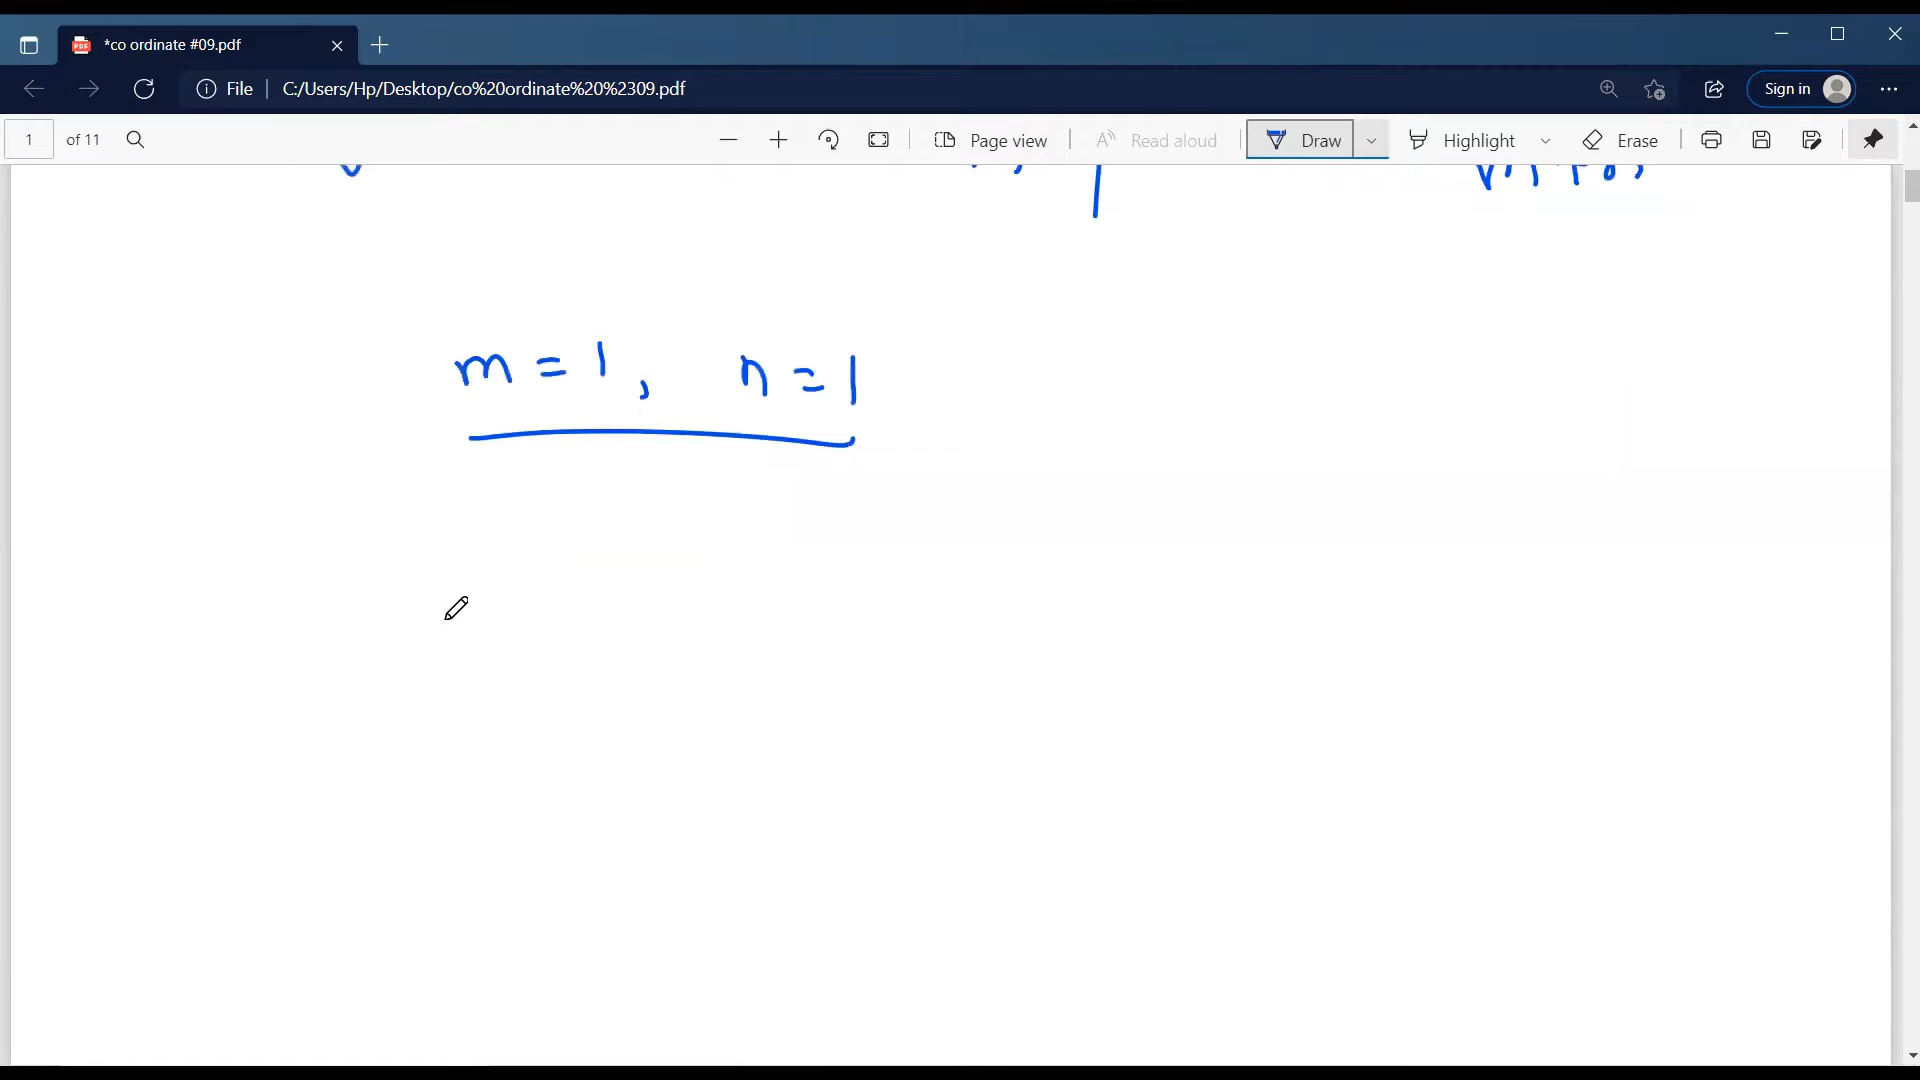 *co ordinate #09.pdf
File C:/Users/Hp/Desktop/co%20ordinate%20%2309.pdf Sign in
1 of 11 Page view Read aloud Draw Highlight Erase
m = 1, n = 1